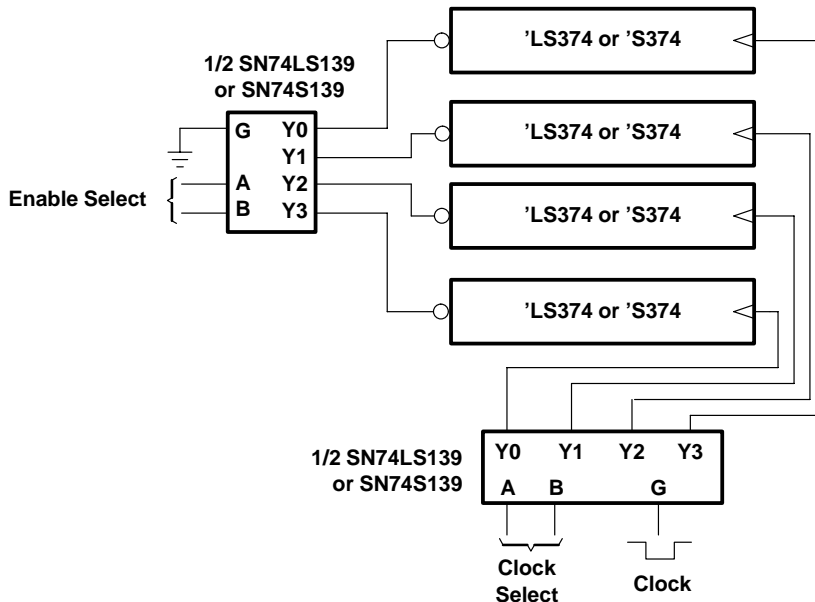 'LS374 or 'S374
1/2 SN74LS139
or SN74S139
G Y0
Y1
A Y2
B Y3
Enable Select
'LS374 or 'S374
'LS374 or 'S374
'LS374 or 'S374
1/2 SN74LS139
or SN74S139
Y0 Y1 Y2 Y3
A B G
Clock
Select
Clock